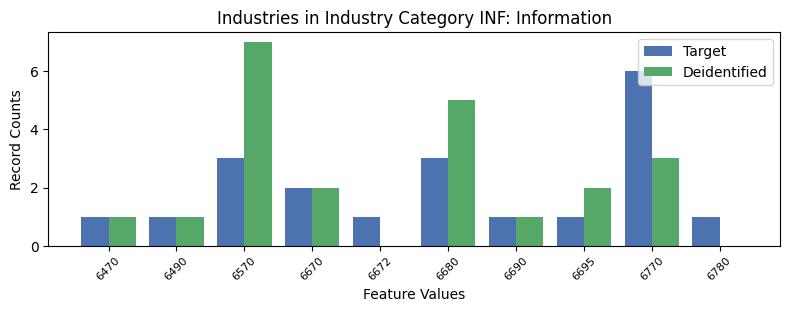 Industries in Industry Category INF: Information
Target
Deidentified
Record Counts
6
4
2
0
6470 6490 6570 6670 6672 6680 6690 6695 6770 6780
Feature Values